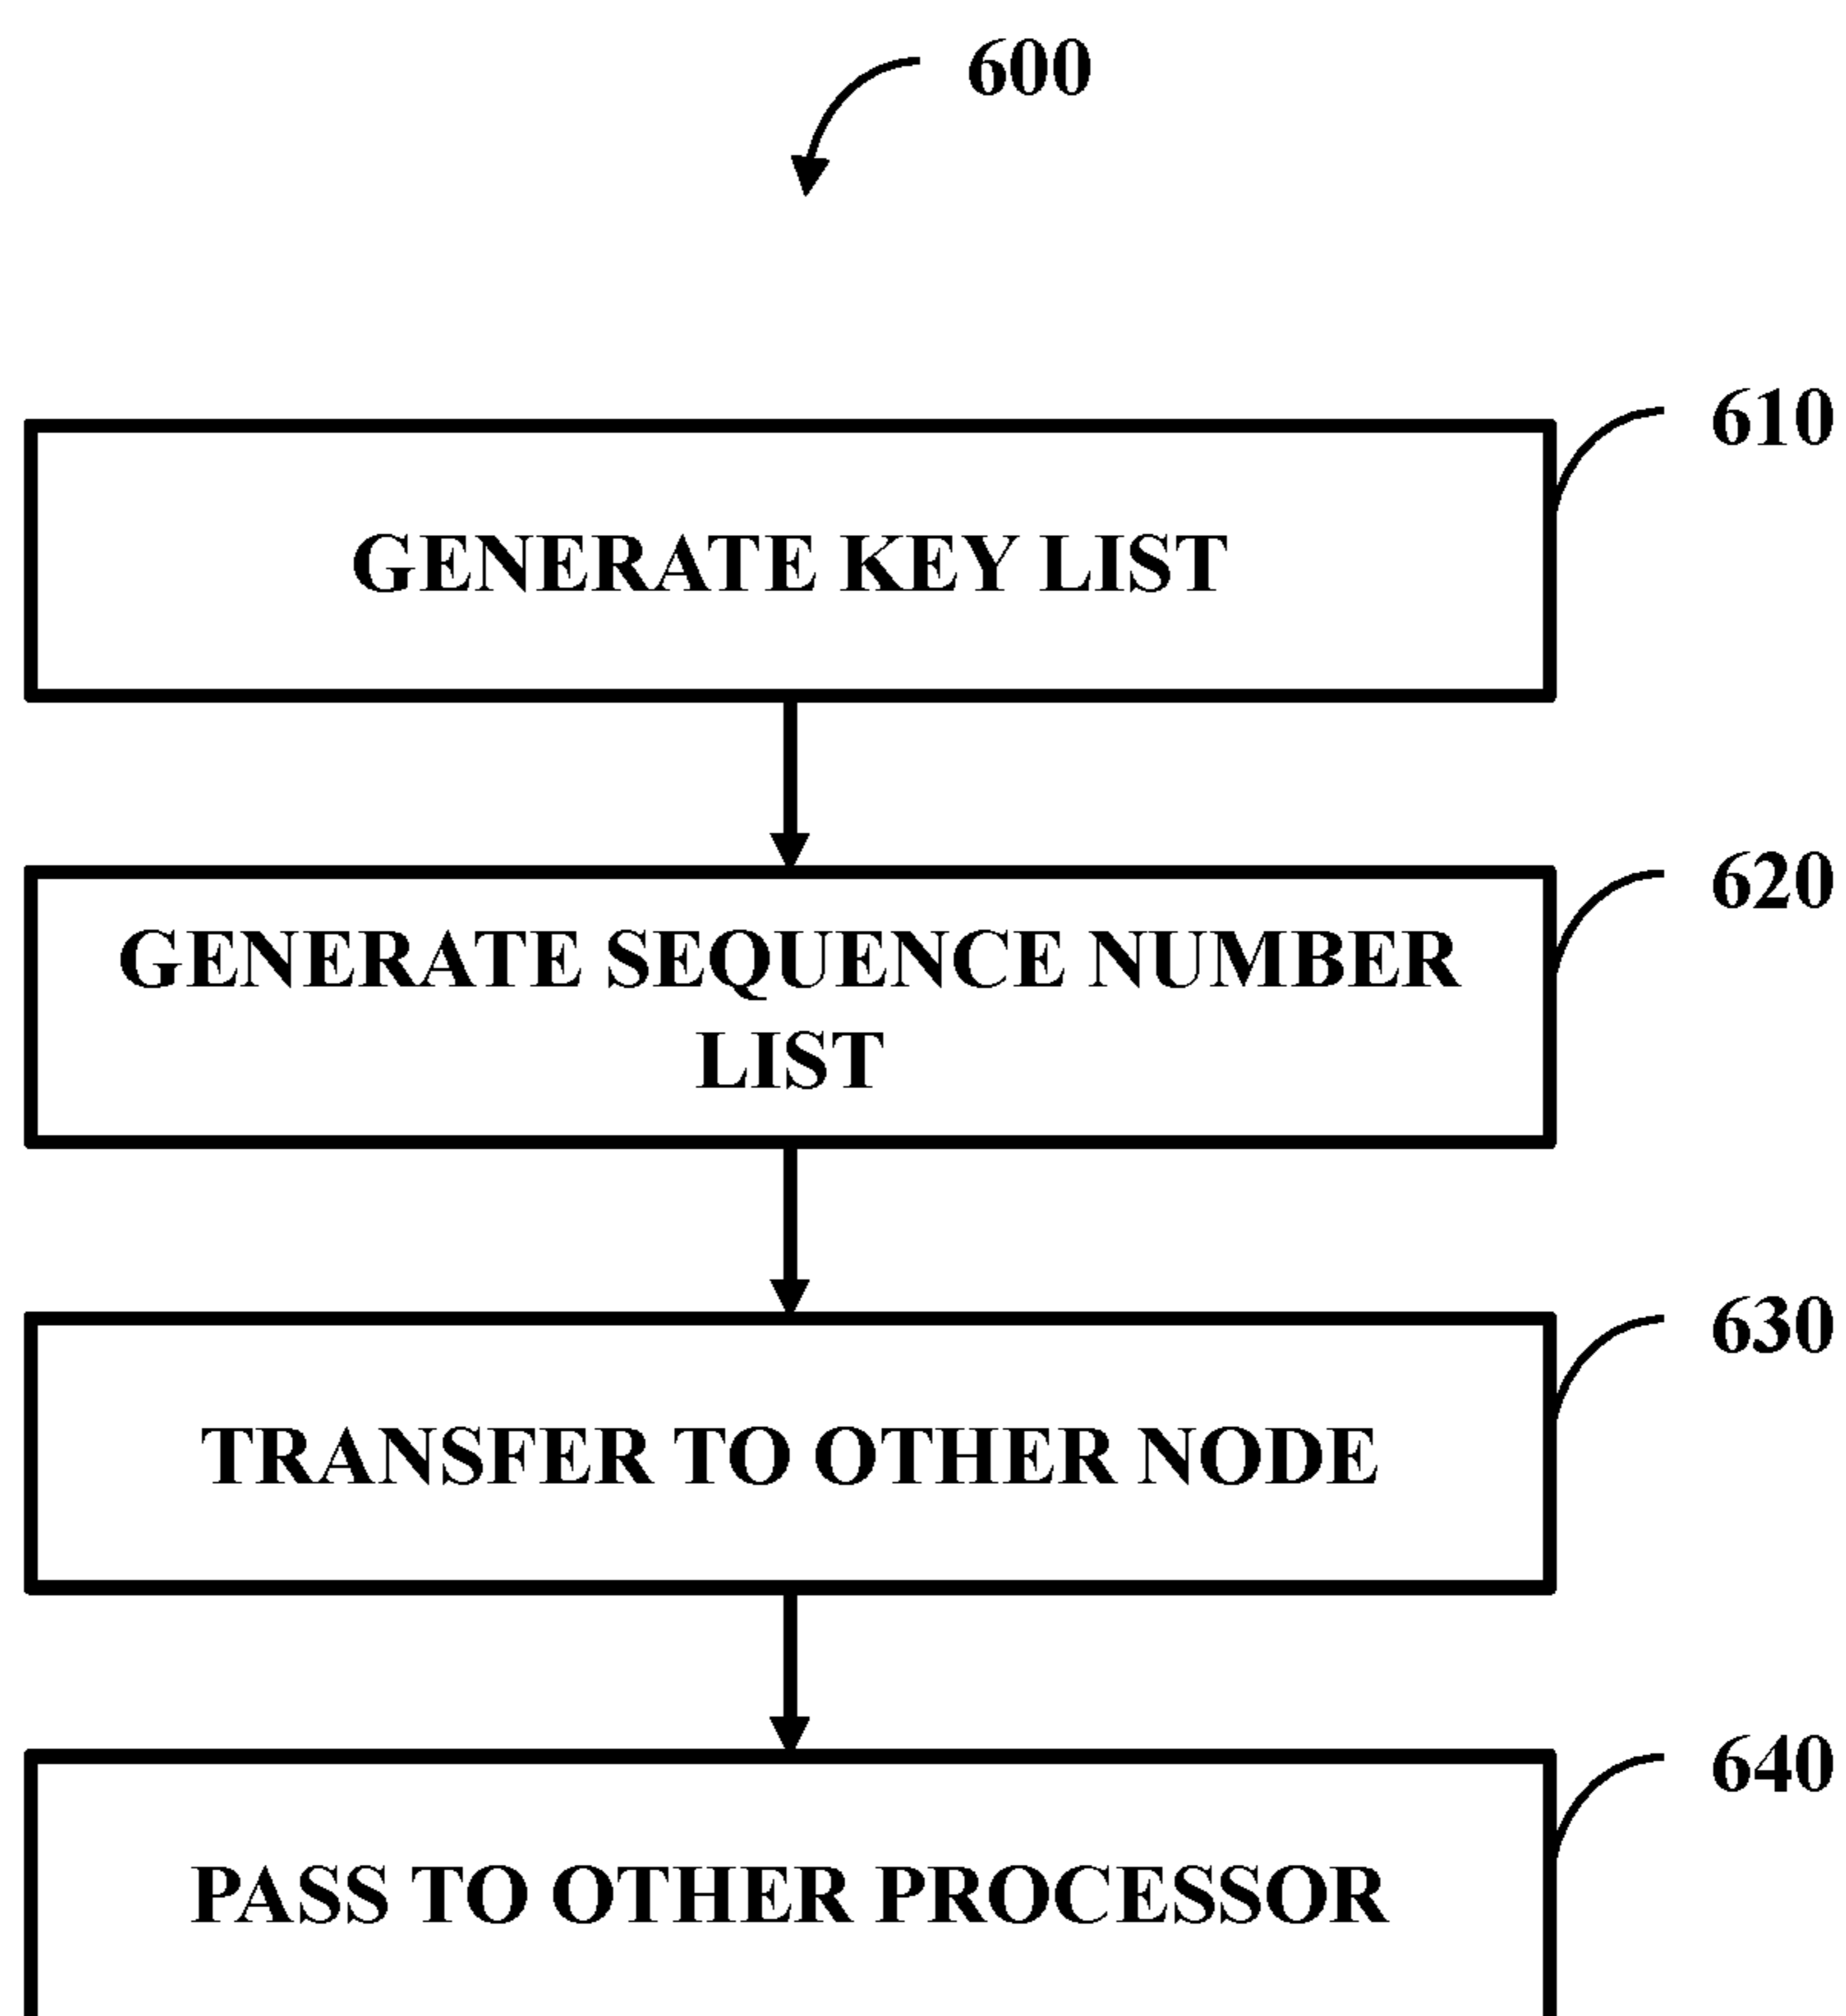 600
610
GENERATE KEY LIST
620
GENERATE SEQUENCE NUMBER
LIST
630
TRANSFER TO OTHER NODE
640
PASS TO OTHER PROCESSOR